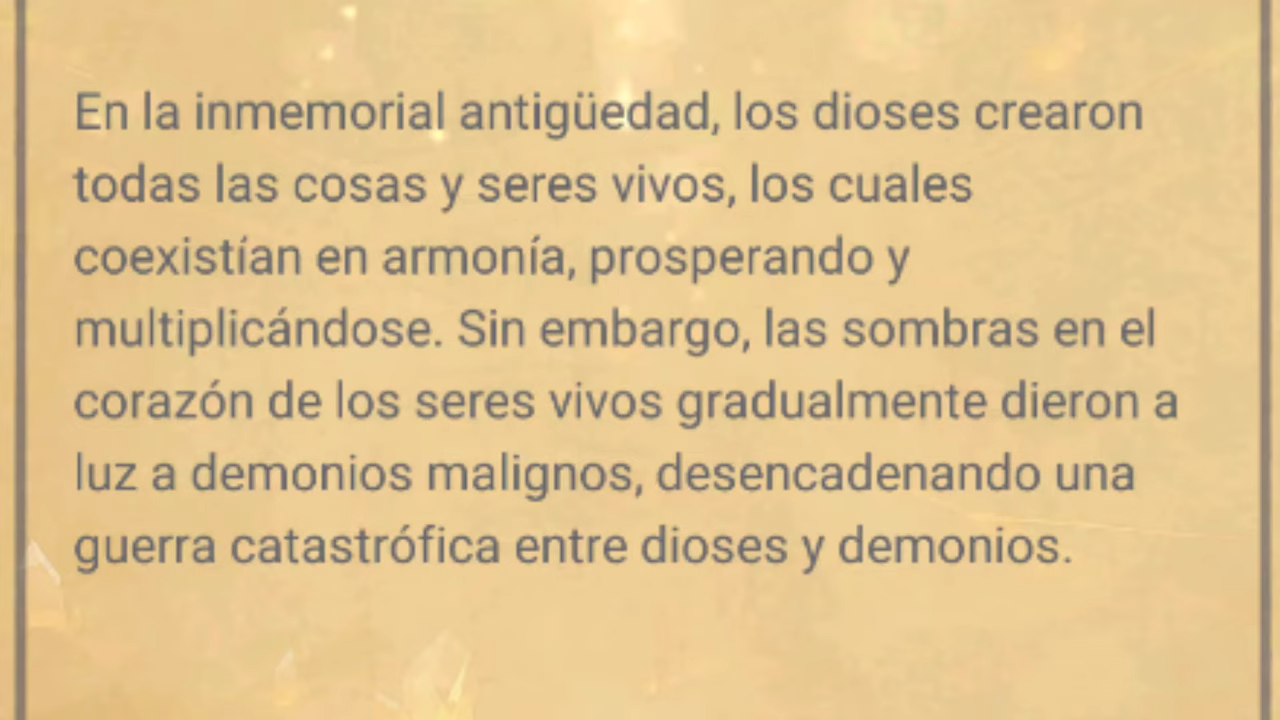 En la inmemorial antigüedad, los dioses crearon
todas las cosas y seres vivos, los cuales
coexistían en armonía, prosperando y
multiplicándose. Sin embargo, las sombras en el
corazón de los seres vivos gradualmente dieron a
luz a demonios malignos, desencadenando una
guerra catastrófica entre dioses y demonios.